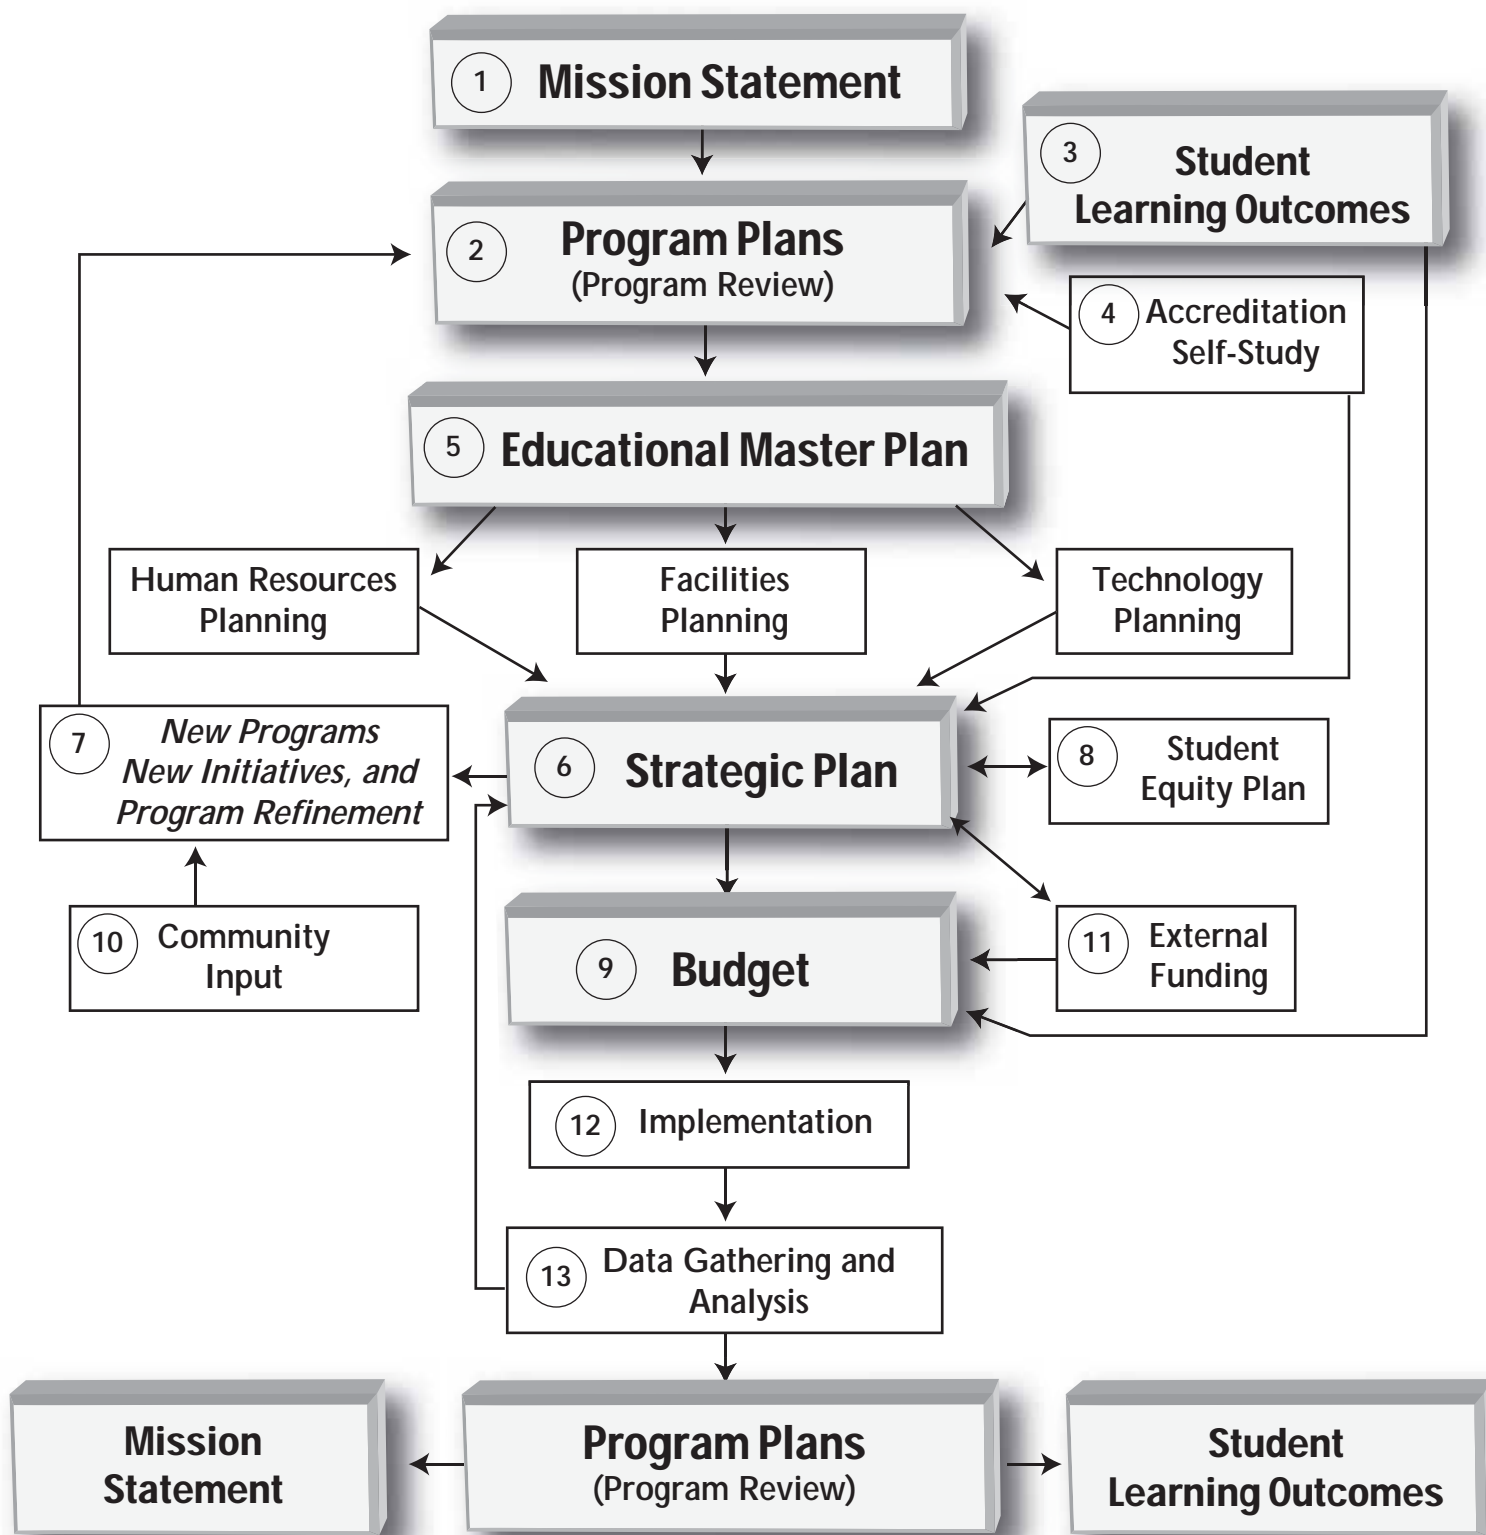 1 Mission Statement
3 Student
Learning Outcomes
2 Program Plans
(Program Review)
4 Accreditation
Self-Study
5 Educational Master Plan
Human Resources
Planning
Facilities
Planning
Technology
Planning
7 New Programs
New Initiatives, and
Program Refinement
6 Strategic Plan
8 Student
Equity Plan
10 Community
Input
9 Budget
11 External
Funding
12 Implementation
13 Data Gathering and
Analysis
Mission
Statement
Program Plans
(Program Review)
Student
Learning Outcomes